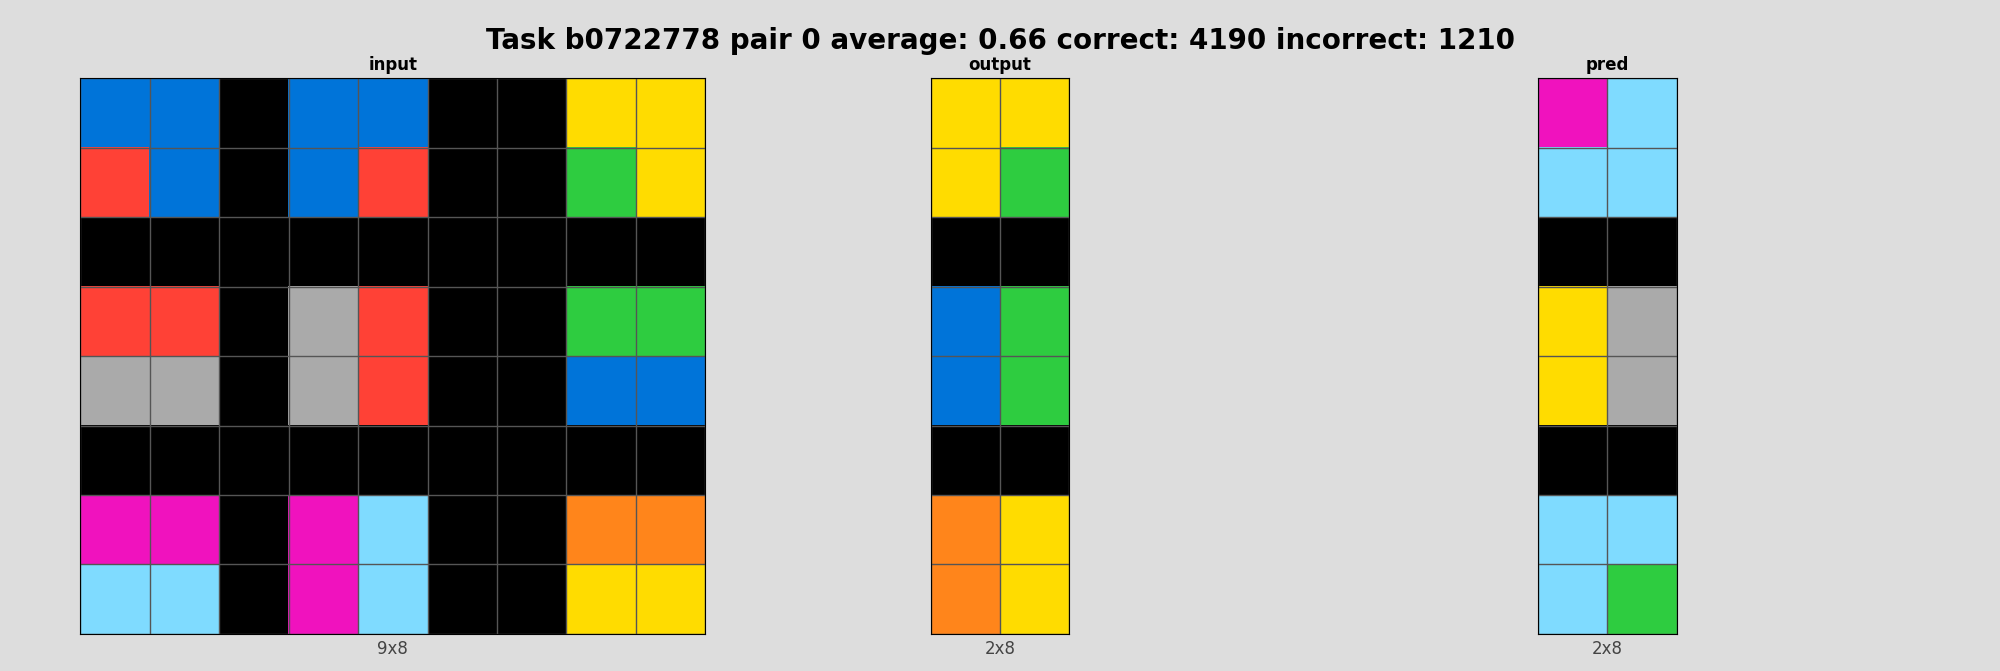 Task b0722778 pair 0 average: 0.66 correct: 4190 incorrect: 1210
input output pred
9x8 2x8 2x8